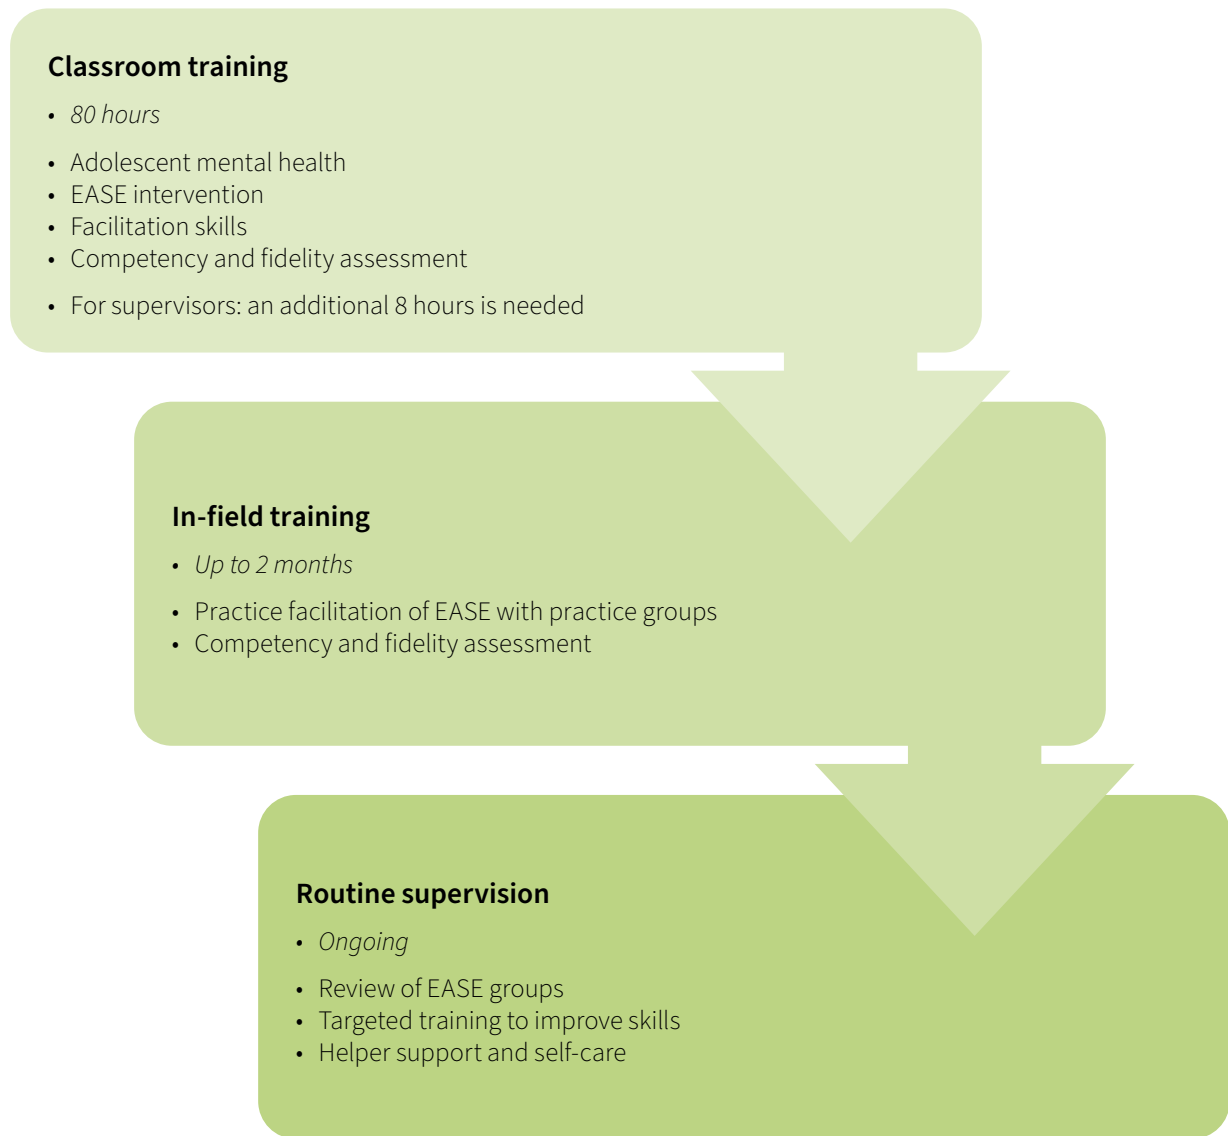 Classroom training
• 80 hours
• Adolescent mental health
• EASE intervention
• Facilitation skills
• Competency and fidelity assessment
• For supervisors: an additional 8 hours is needed
In-field training
• Up to 2 months
• Practice facilitation of EASE with practice groups
• Competency and fidelity assessment
Routine supervision
• Ongoing
• Review of EASE groups
• Targeted training to improve skills
• Helper support and self-care